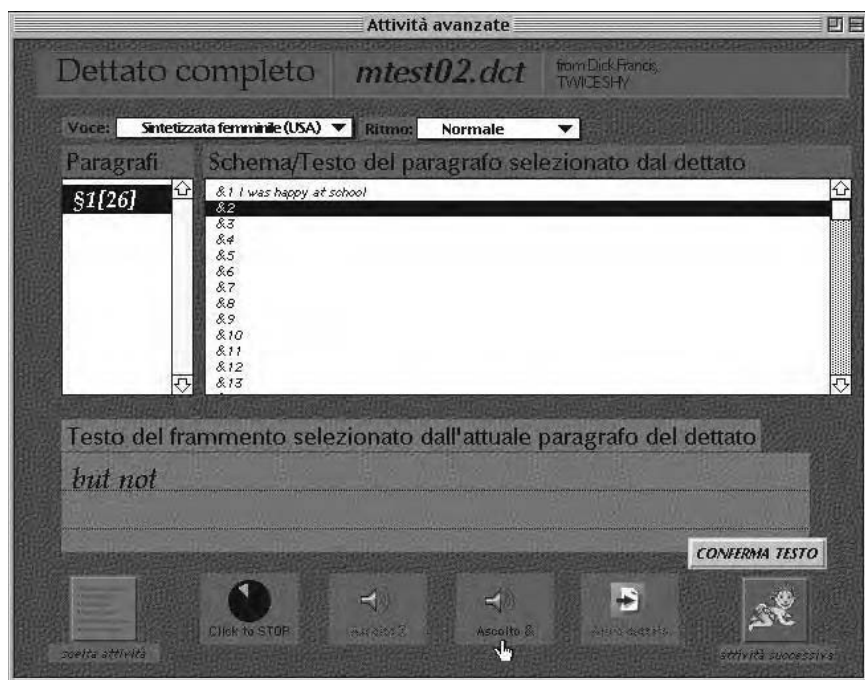 Attività avanzate
Dettato completo
mtest02.dct
from Dick Francis,
TWICE SHY
Voce: Sintetizzata femminile (USA) Ritmo: Normale
Paragrafi
Schema/Testo del paragrafo selezionato dal dettato
§1[26]
&1 I was happy at school
&2
&3
&4
&5
&6
&7
&8
&9
&10
&11
&12
&13
Testo del frammento selezionato dall'attuale paragrafo del dettato
but not
CONFERMA TESTO
Click to STOP
Ascolto &
scelta attività
attività successiva